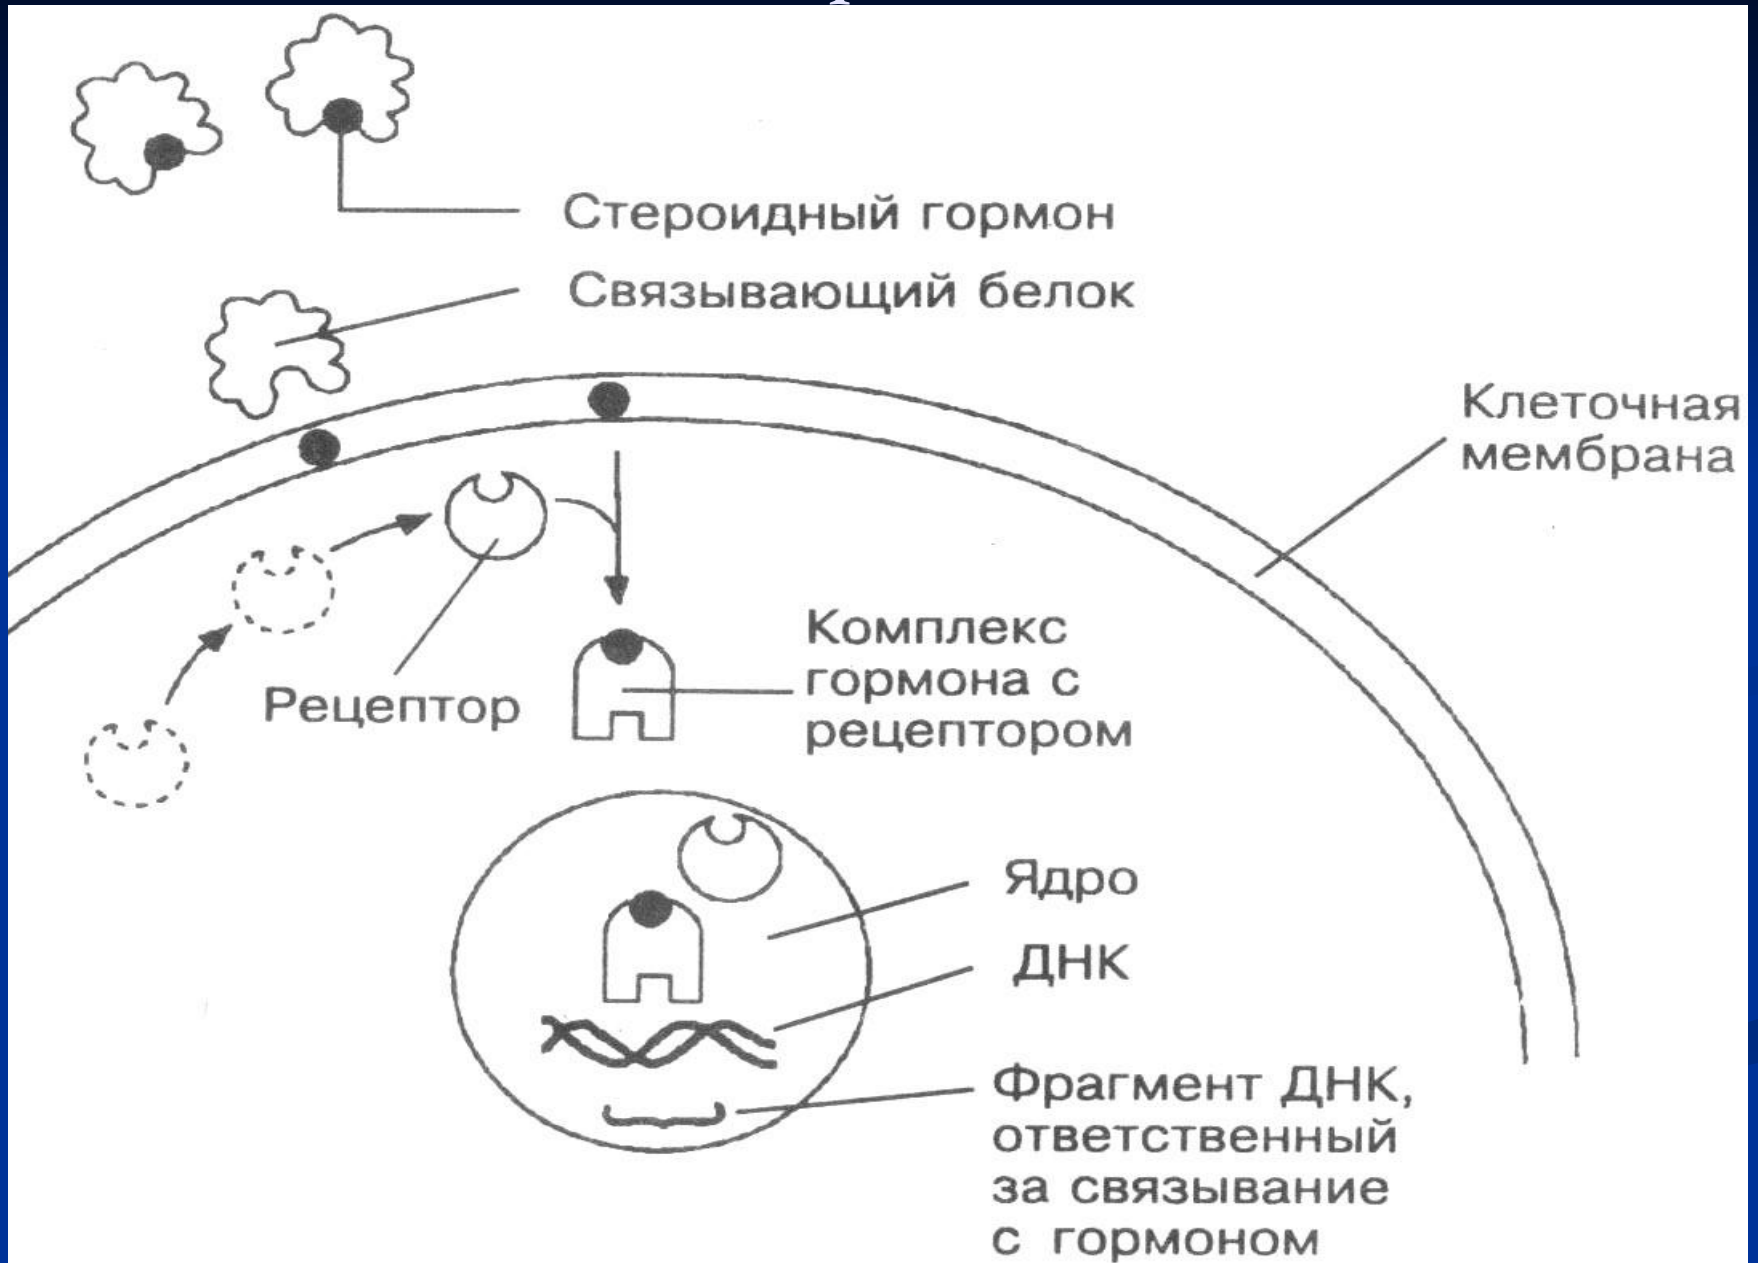 Стероидный гормон
Связывающий белок
Клеточная
мембрана
Комплекс
гормона с
рецептором
Рецептор
Ядро
ДНК
Фрагмент ДНК,
ответственный
за связывание
с гормоном